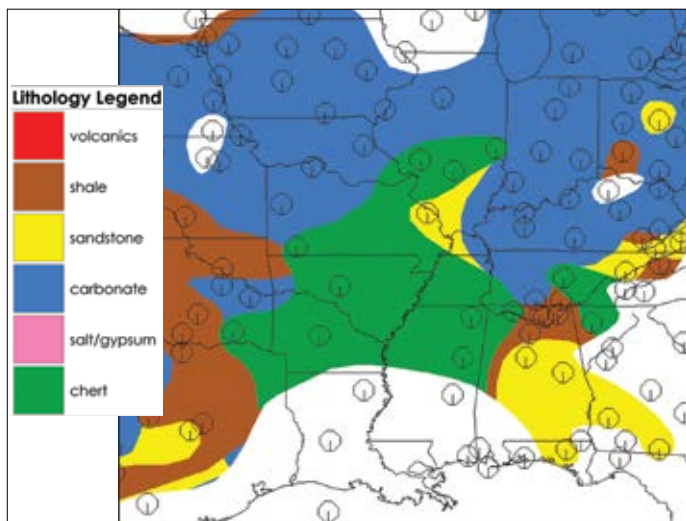 Lithology Legend
volcanics
shale
sandstone
carbonate
salt/gypsum
chert